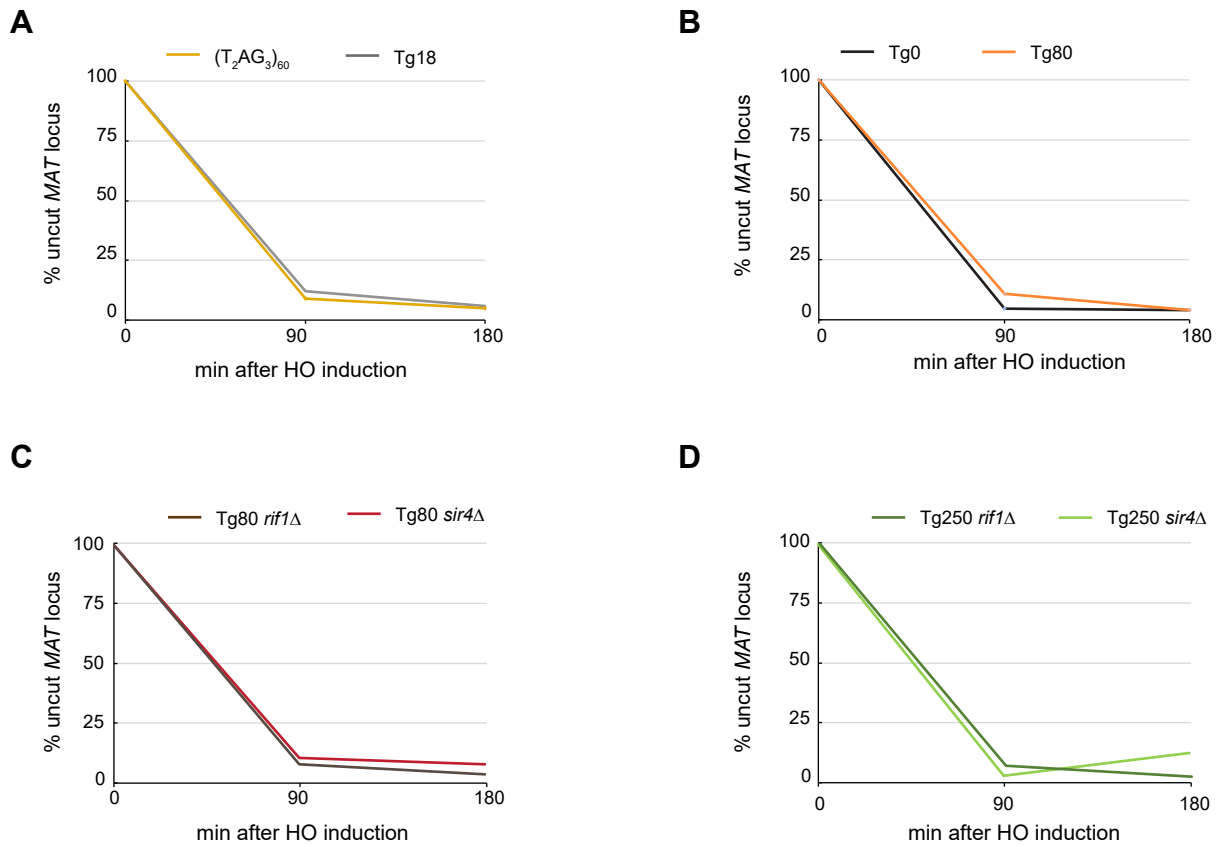 A
(T₂AG₃)₆₀ Tg18
100
75
50
25
0
0 90 180
% uncut MAT locus
min after HO induction
B
Tg0 Tg80
100
75
50
25
0
0 90 180
% uncut MAT locus
min after HO induction
C
Tg80 rif1Δ Tg80 sir4Δ
100
75
50
25
0
0 90 180
% uncut MAT locus
min after HO induction
D
Tg250 rif1Δ Tg250 sir4Δ
100
75
50
25
0
0 90 180
% uncut MAT locus
min after HO induction